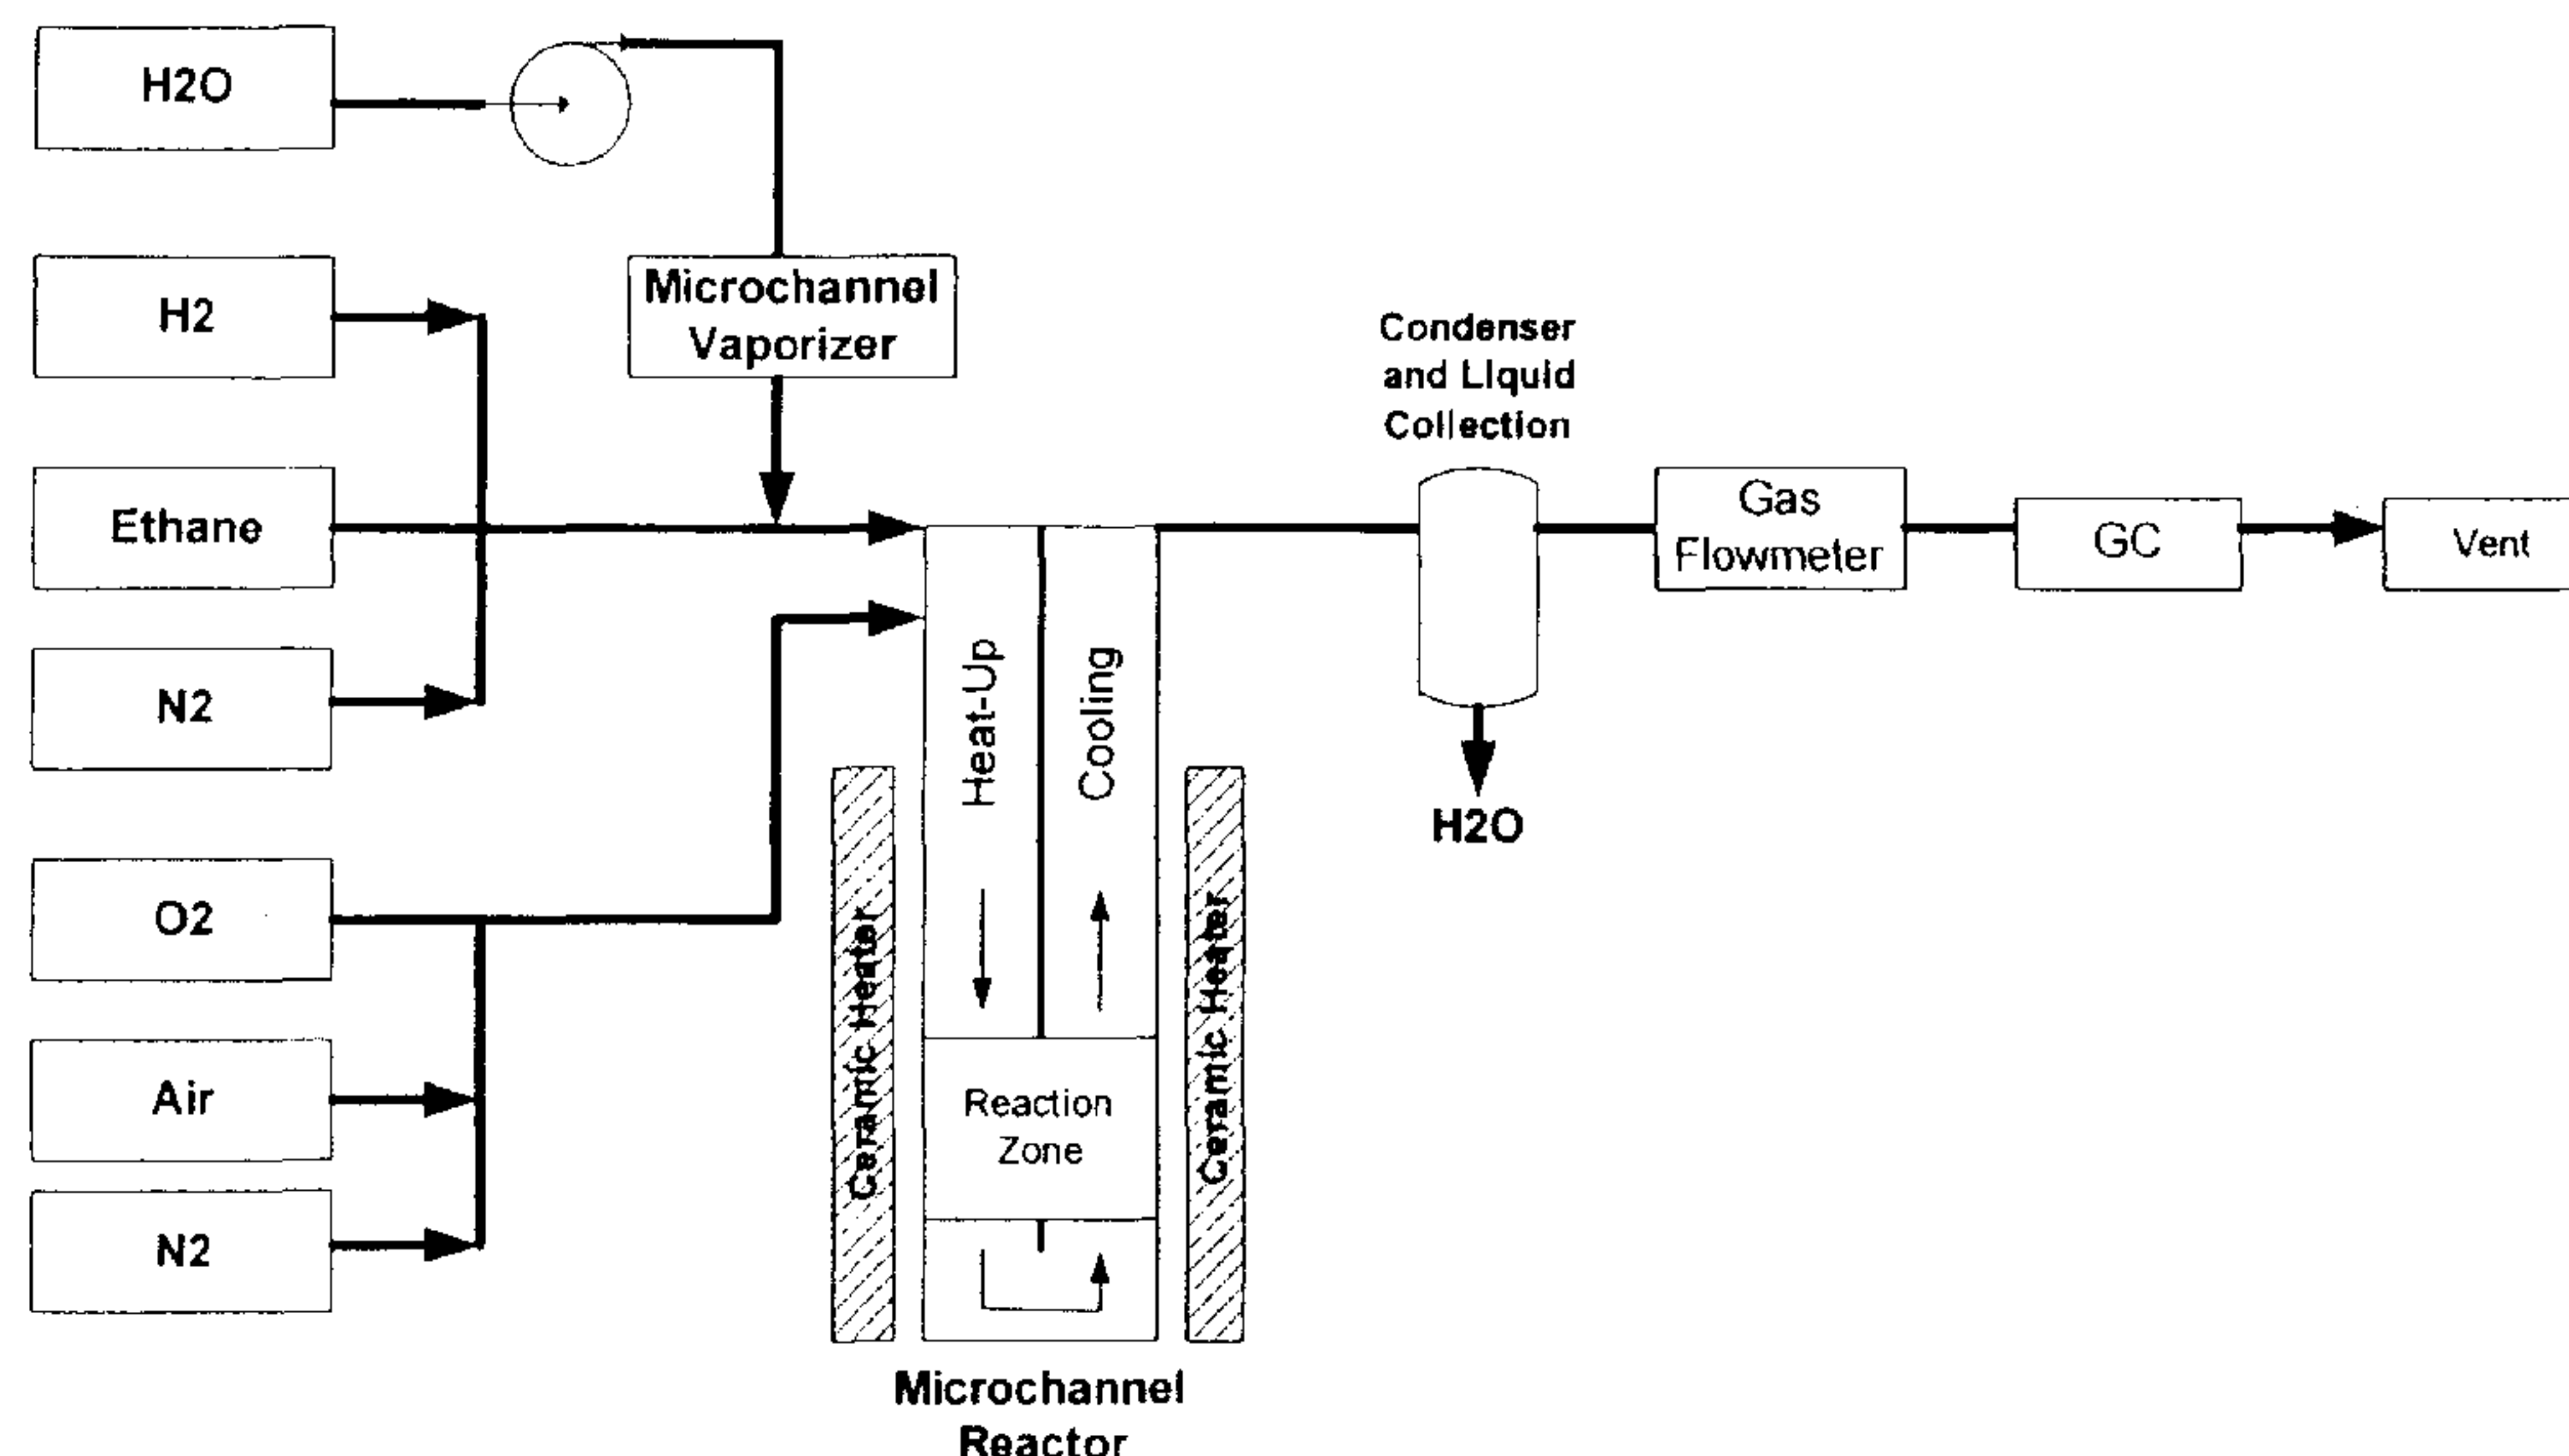 H2O
H2
Microchannel
Vaporizer
Ethane
N2
O2
Air
N2
Heat-Up
Cooling
Ceramic Heater
Ceramic Heater
Reaction
Zone
Microchannel
Reactor
Condenser
and LIquid
Collection
H2O
Gas
Flowmeter
GC
Vent